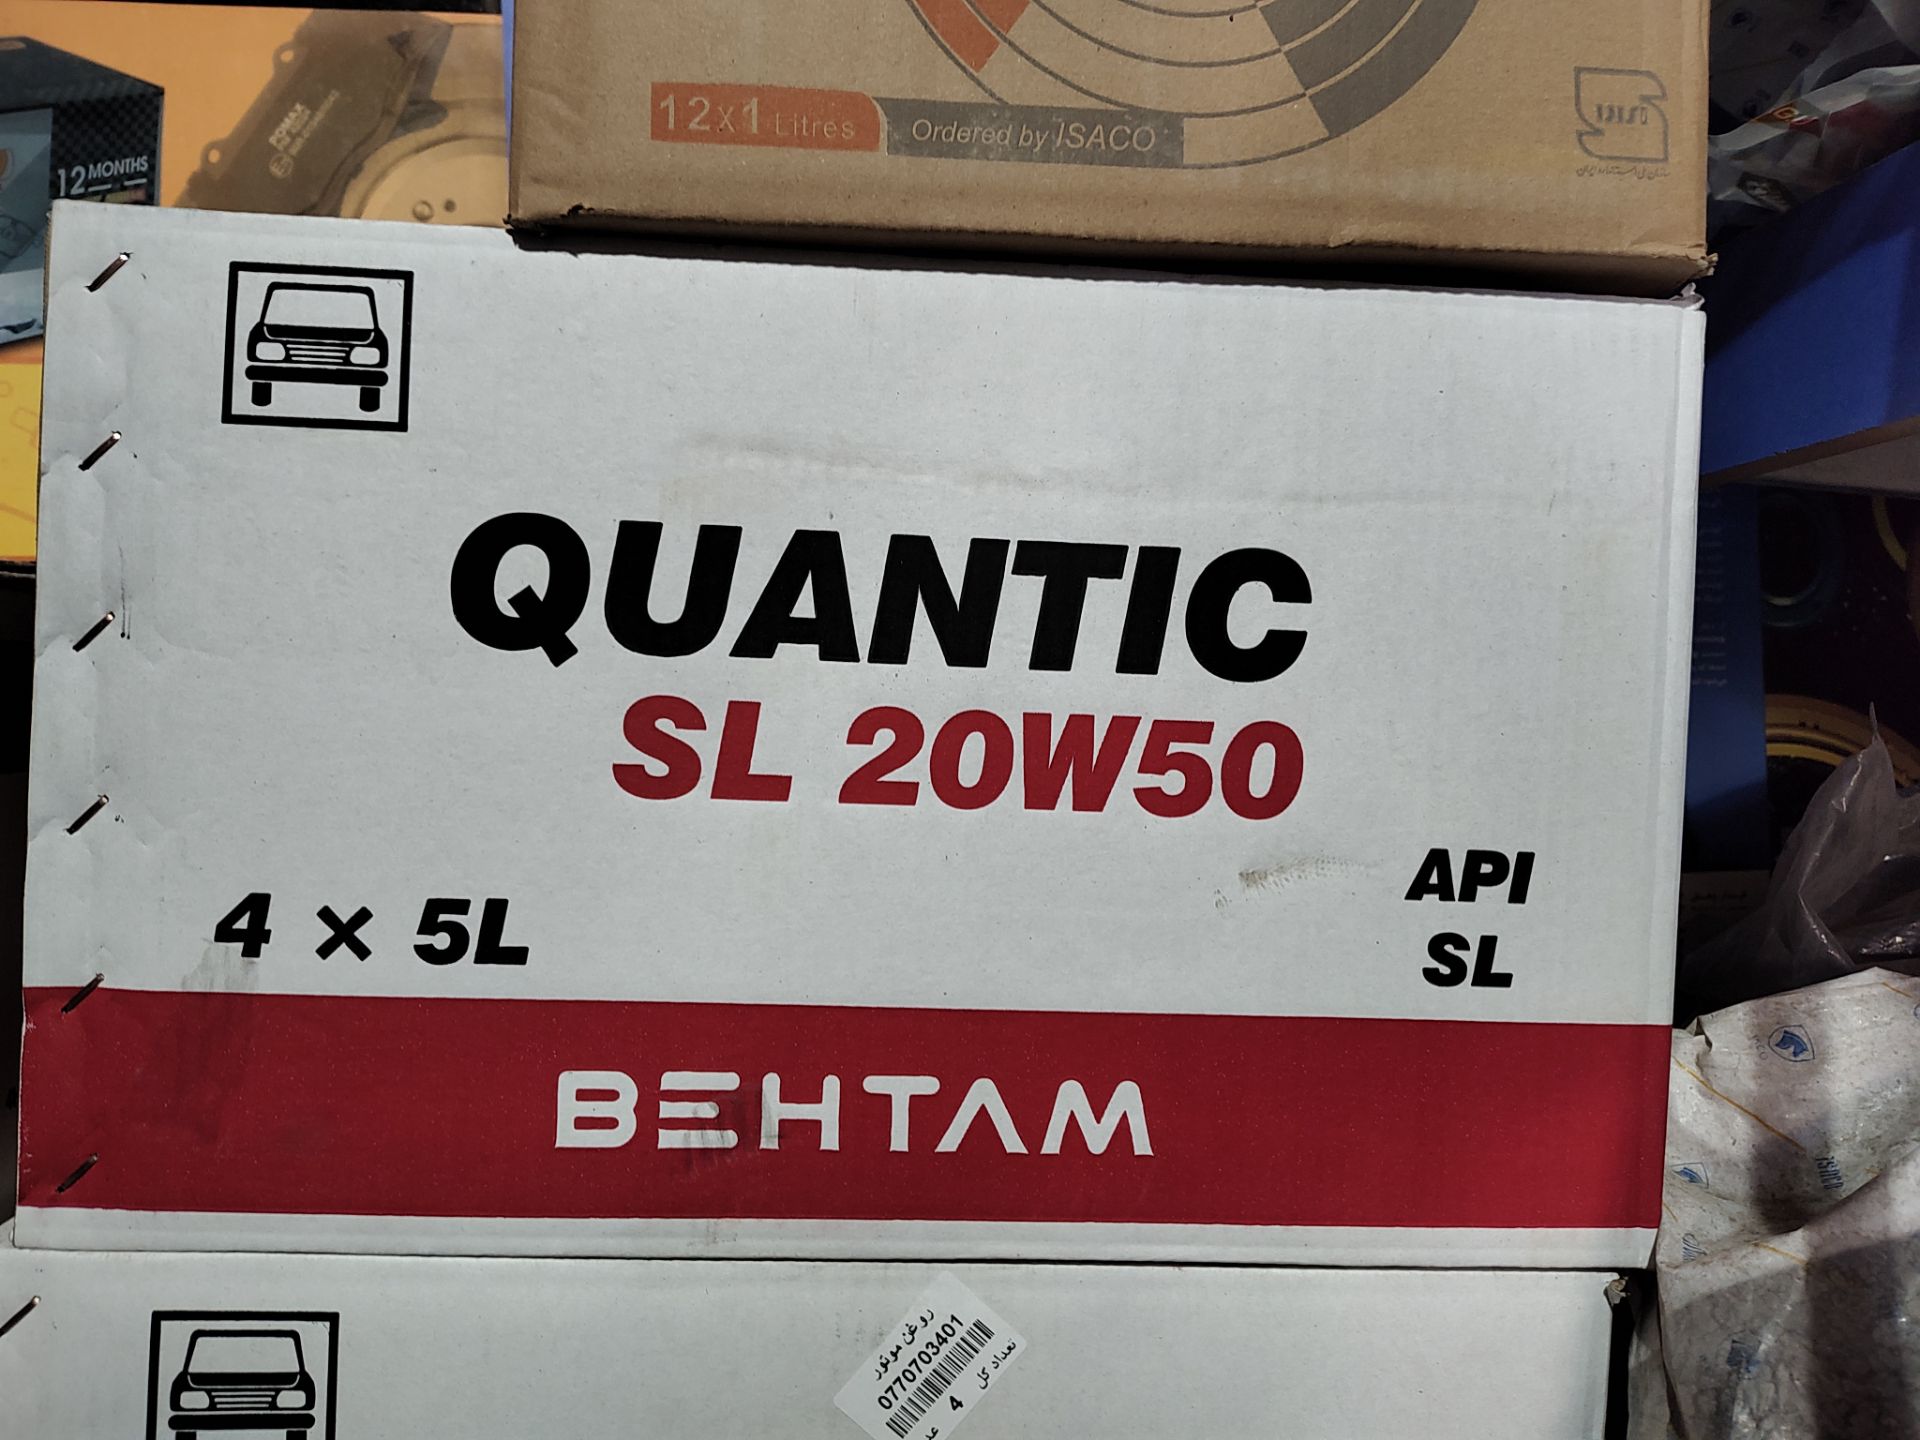 12 MONTHS
12x1 Litres
Ordered by ISACO
QUANTIC
SL 20W50
4 × 5L
API
SL
BEHTAM
روغن موتور
0770703401
تعداد کل 4